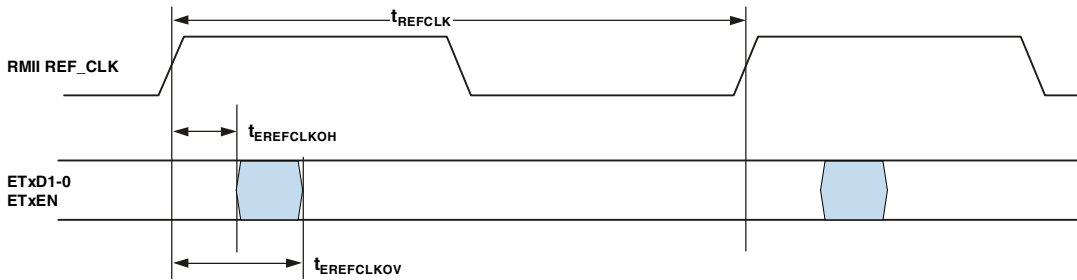 tREFCLK
RMII REF_CLK
tEREFCLKOH
ETxD1-0
ETxEN
tEREFCLKOV